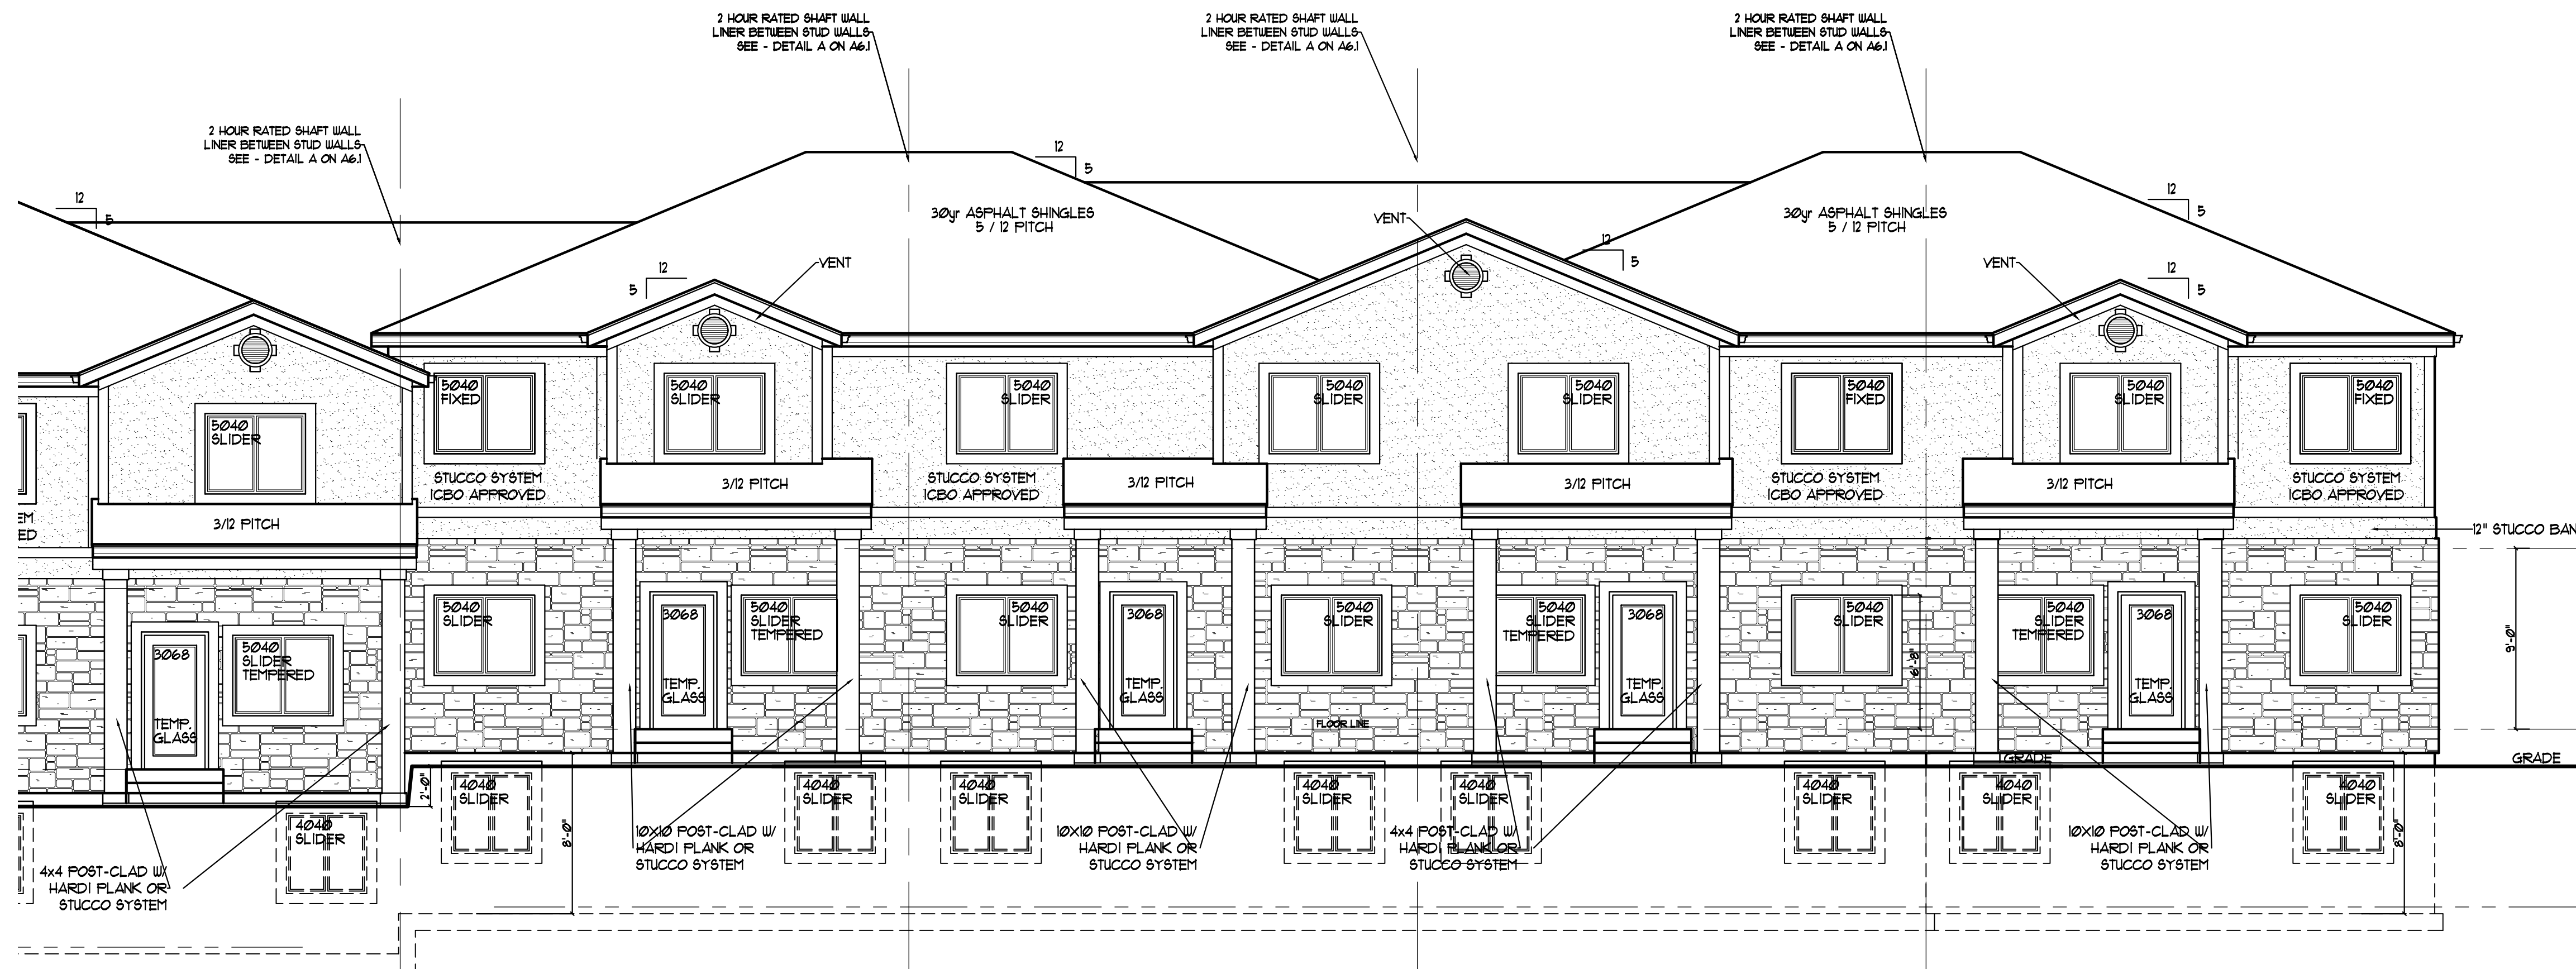 2 HOUR RATED SHAFT WALL
LINER BETWEEN STUD WALLS
SEE - DETAIL A ON A6.1
2 HOUR RATED SHAFT WALL
LINER BETWEEN STUD WALLS
SEE - DETAIL A ON A6.1
2 HOUR RATED SHAFT WALL
LINER BETWEEN STUD WALLS
SEE - DETAIL A ON A6.1
2 HOUR RATED SHAFT WALL
LINER BETWEEN STUD WALLS
SEE - DETAIL A ON A6.1
12
5
12
5
12
5
30yr ASPHALT SHINGLES
5 / 12 PITCH
VENT
30yr ASPHALT SHINGLES
5 / 12 PITCH
12
5
12
5
VENT
VENT
12
5
5040
SLIDER
5040
FIXED
5040
SLIDER
5040
SLIDER
5040
SLIDER
5040
SLIDER
5040
FIXED
5040
SLIDER
5040
FIXED
EM
ED
STUCCO SYSTEM
ICBO APPROVED
STUCCO SYSTEM
ICBO APPROVED
STUCCO SYSTEM
ICBO APPROVED
STUCCO SYSTEM
ICBO APPROVED
3/12 PITCH
3/12 PITCH
3/12 PITCH
3/12 PITCH
3/12 PITCH
12" STUCCO BAN
3068
TEMP.
GLASS
5040
SLIDER
TEMPERED
5040
SLIDER
3068
TEMP.
GLASS
5040
SLIDER
TEMPERED
5040
SLIDER
3068
TEMP.
GLASS
5040
SLIDER
5040
SLIDER
TEMPERED
3068
TEMP.
GLASS
5040
SLIDER
6'-8"
5040
SLIDER
TEMPERED
3068
TEMP.
GLASS
5040
SLIDER
9'-0"
FLOOR LINE
GRADE
GRADE
2'-0"
4040
SLIDER
4040
SLIDER
4040
SLIDER
4040
SLIDER
4040
SLIDER
4040
SLIDER
4040
SLIDER
4040
SLIDER
4040
SLIDER
8'-0"
8'-0"
4x4 POST-CLAD W/
HARDI PLANK OR
STUCCO SYSTEM
10X10 POST-CLAD W/
HARDI PLANK OR
STUCCO SYSTEM
10X10 POST-CLAD W/
HARDI PLANK OR
STUCCO SYSTEM
4x4 POST-CLAD W/
HARDI PLANK OR
STUCCO SYSTEM
10X10 POST-CLAD W/
HARDI PLANK OR
STUCCO SYSTEM